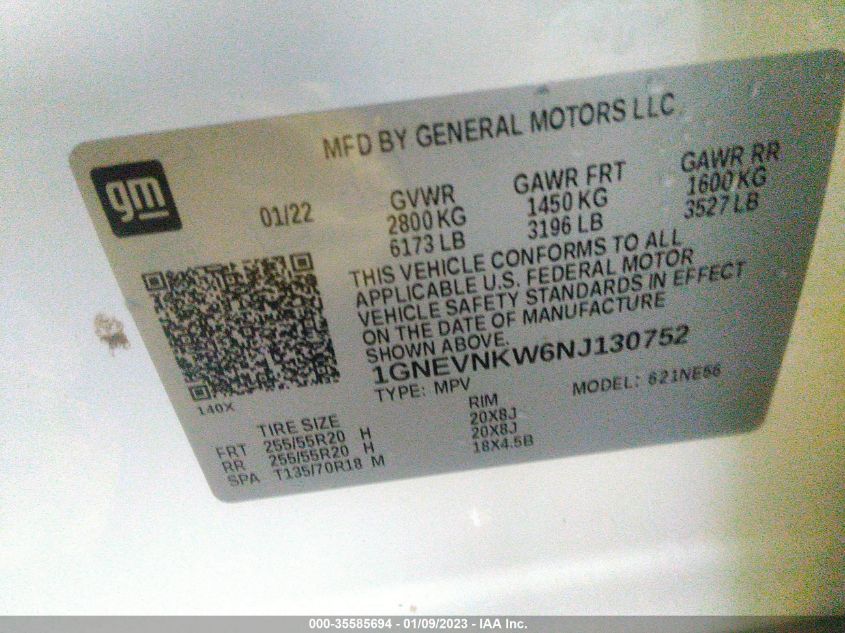 MFD BY GENERAL MOTORS LLC
gm
01/22
GVWR
2800 KG
6173 LB
GAWR FRT
1450 KG
3196 LB
GAWR RR
1600 KG
3527 LB
THIS VEHICLE CONFORMS TO ALL
APPLICABLE U.S. FEDERAL MOTOR
VEHICLE SAFETY STANDARDS IN EFFECT
ON THE DATE OF MANUFACTURE
SHOWN ABOVE.
1GNEVNKW6NJ130752
TYPE: MPV
MODEL: 621NE56
140X
TIRE SIZE
RIM
FRT 255/55R20 H 20X8J
RR 255/55R20 H 20X8J
SPA T135/70R18 M 18X4.5B
000-35585694 - 01/09/2023 - IAA Inc.